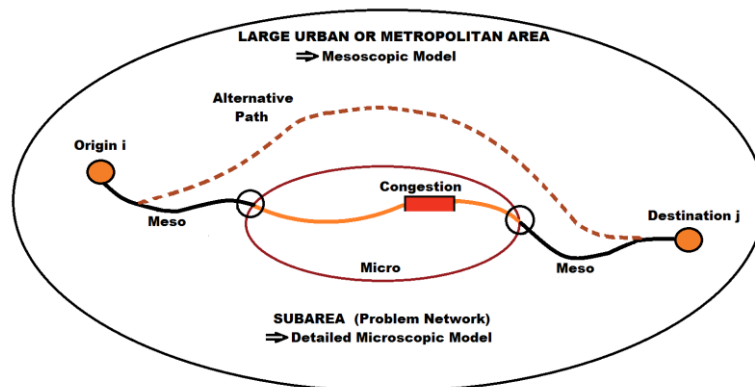 LARGE URBAN OR METROPOLITAN AREA
⇒ Mesoscopic Model
Alternative
Path
Origin i
Congestion
Meso
Destination j
Micro
Meso
SUBAREA (Problem Network)
⇒ Detailed Microscopic Model